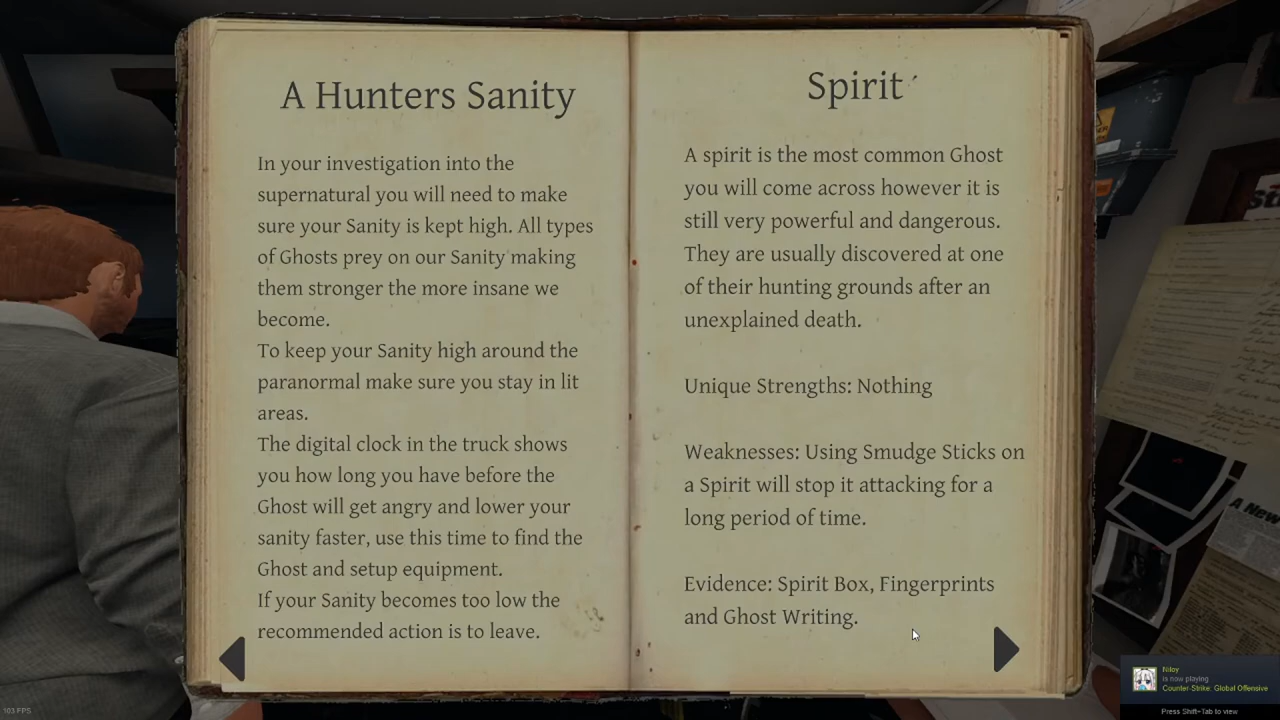 A Hunters Sanity
In your investigation into the
supernatural you will need to make
sure your Sanity is kept high. All types
of Ghosts prey on our Sanity making
them stronger the more insane we
become.
To keep your Sanity high around the
paranormal make sure you stay in lit
areas.
The digital clock in the truck shows
you how long you have before the
Ghost will get angry and lower your
sanity faster, use this time to find the
Ghost and setup equipment.
If your Sanity becomes too low the
recommended action is to leave.
Spirit
A spirit is the most common Ghost
you will come across however it is
still very powerful and dangerous.
They are usually discovered at one
of their hunting grounds after an
unexplained death.
Unique Strengths: Nothing
Weaknesses: Using Smudge Sticks on
a Spirit will stop it attacking for a
long period of time.
Evidence: Spirit Box, Fingerprints
and Ghost Writing.
A New
Niloy
is now playing
Counter-Strike: Global Offensive
Press Shift+Tab to view
103 FPS